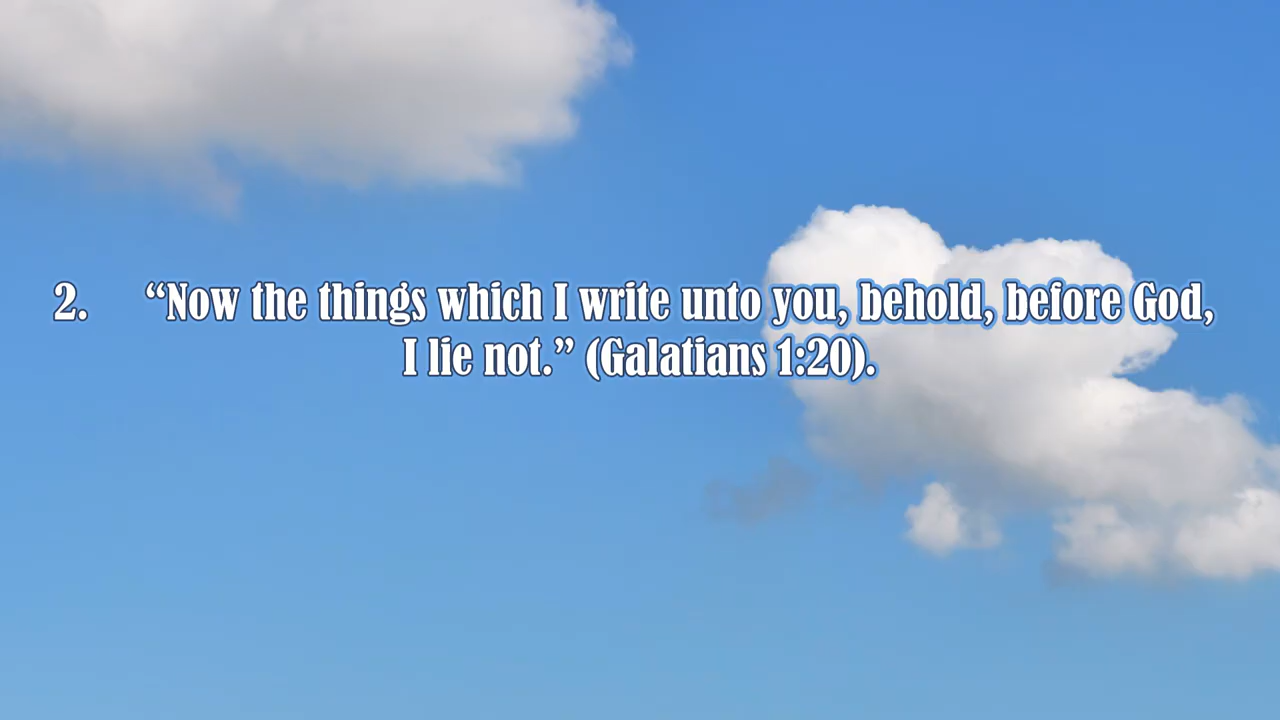 2. “Now the things which I write unto you, behold, before God,
I lie not.” (Galatians 1:20).